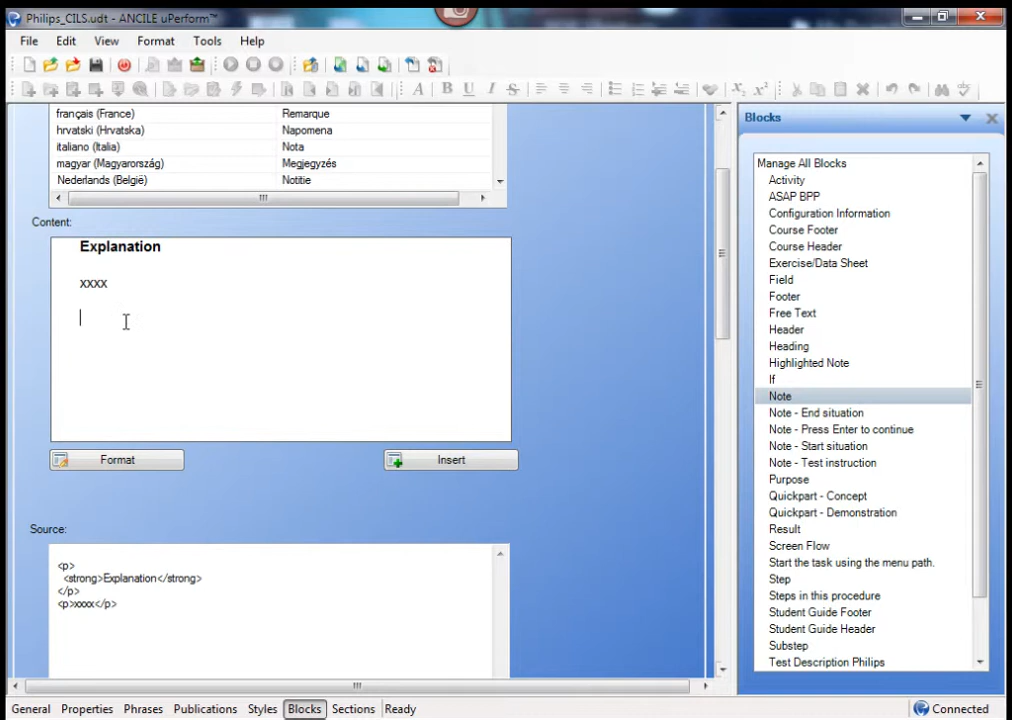 Philips_CILS.udt - ANCILE uPerform™
File Edit View Format Tools Help
français (France) Remarque
hrvatski (Hrvatska) Napomena
italiano (Italia) Nota
magyar (Magyarország) Megjegyzés
Nederlands (België) Notitie
Content:
Explanation
xxxx
Format Insert
Source:
<p>
<strong>Explanation</strong>
</p>
<p>xxxx</p>
Blocks
Manage All Blocks
Activity
ASAP BPP
Configuration Information
Course Footer
Course Header
Exercise/Data Sheet
Field
Footer
Free Text
Header
Heading
Highlighted Note
If
Note
Note - End situation
Note - Press Enter to continue
Note - Start situation
Note - Test instruction
Purpose
Quickpart - Concept
Quickpart - Demonstration
Result
Screen Flow
Start the task using the menu path.
Step
Steps in this procedure
Student Guide Footer
Student Guide Header
Substep
Test Description Philips
General Properties Phrases Publications Styles Blocks Sections Ready Connected